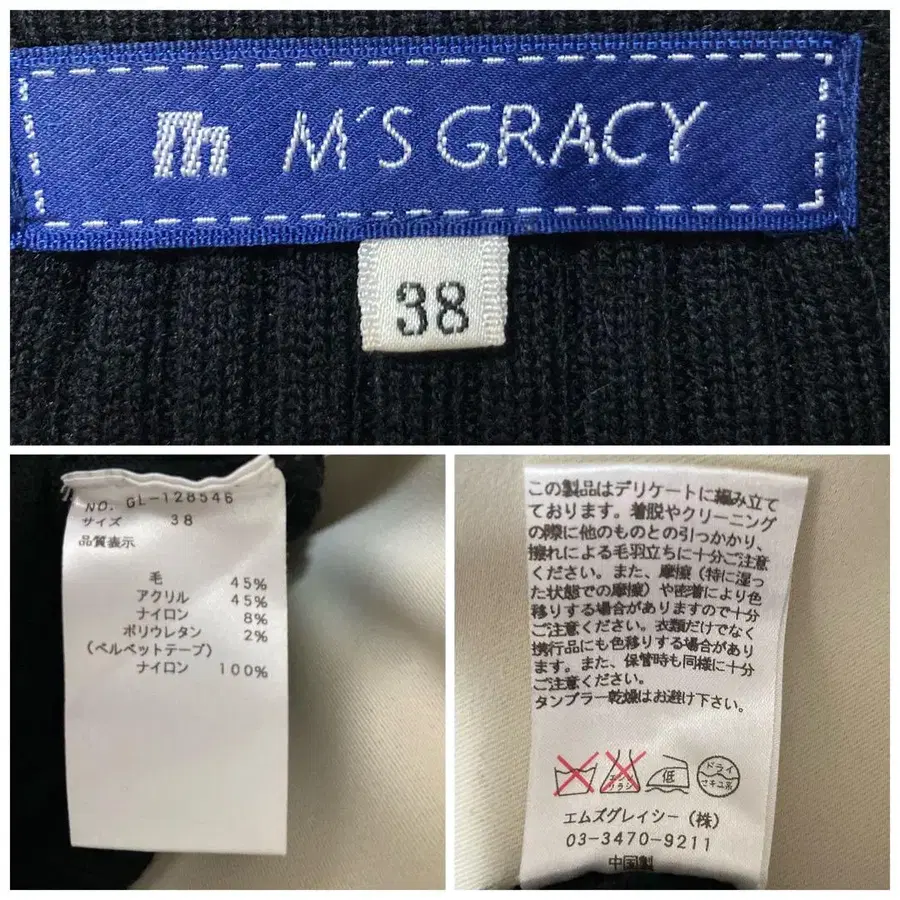 M'S GRACY
38
NO. GL-128546
サイズ 38
品質表示
毛 45%
アクリル 45%
ナイロン 8%
ポリウレタン 2%
(ベルベットテープ)
ナイロン 100%
この製品はデリケートに編み立て
ております。着脱やクリーニング
の際に他のものとの引っかかり、
擦れによる毛羽立ちに十分ご注意
ください。また、摩擦(特に湿っ
た状態での摩擦)や密着により色
移りする場合がありますので十分
ご注意ください。衣類だけでなく
携行品にも色移りする場合があり
ます。また、保管時も同様に十分
ご注意ください。
タンブラー乾燥はお避け下さい。
エンソ
サラシ
低
ドライ
セキユ系
エムズグレイシー(株)
03-3470-9211
中国製